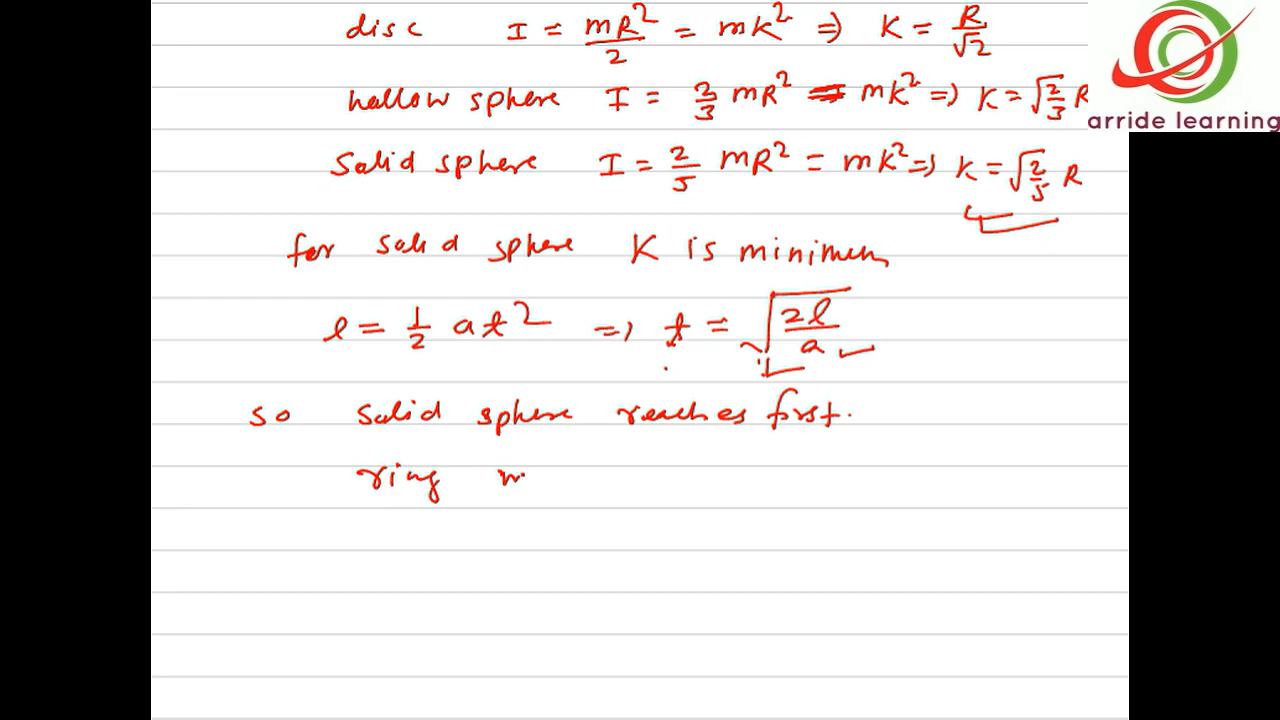 disc I = mR²/2 = mK² ⇒ K = R/√2
hallow sphere I = 2/3 mR² = mK² ⇒ K = √2/3 R
arride learning
Solid sphere I = 2/5 mR² = mK² ⇒ K = √2/5 R
for solid sphere K is minimum
l = 1/2 at² ⇒ t = √2l/a
so solid sphere reaches first.
ring